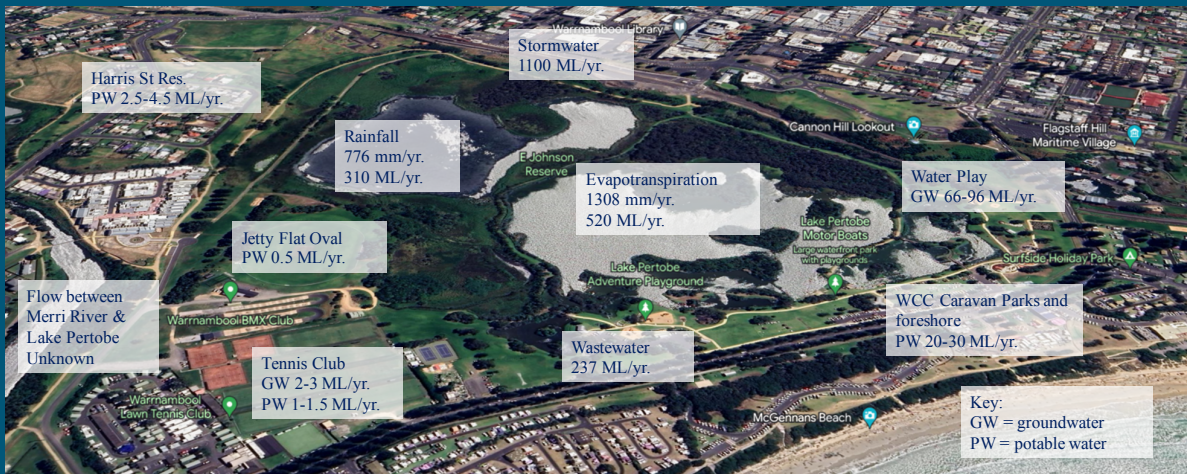 Warrnambool Library
Stormwater
1100 ML/yr.
Harris St Res.
PW 2.5-4.5 ML/yr.
Rainfall
776 mm/yr.
310 ML/yr.
Cannon Hill Lookout
Flagstaff Hill
Maritime Village
E Johnson
Reserve
Evapotranspiration
1308 mm/yr.
520 ML/yr.
Water Play
GW 66-96 ML/yr.
Jetty Flat Oval
PW 0.5 ML/yr.
Lake Pertobe
Motor Boats
Large waterfront park
with playgrounds
Surfside Holiday Park
Lake Pertobe
Adventure Playground
Flow between
Merri River &
Lake Pertobe
Unknown
Warrnambool BMX Club
WCC Caravan Parks and
foreshore
PW 20-30 ML/yr.
Wastewater
237 ML/yr.
Tennis Club
GW 2-3 ML/yr.
PW 1-1.5 ML/yr.
Warrnambool
Lawn Tennis Club
McGennans Beach
Key:
GW = groundwater
PW = potable water